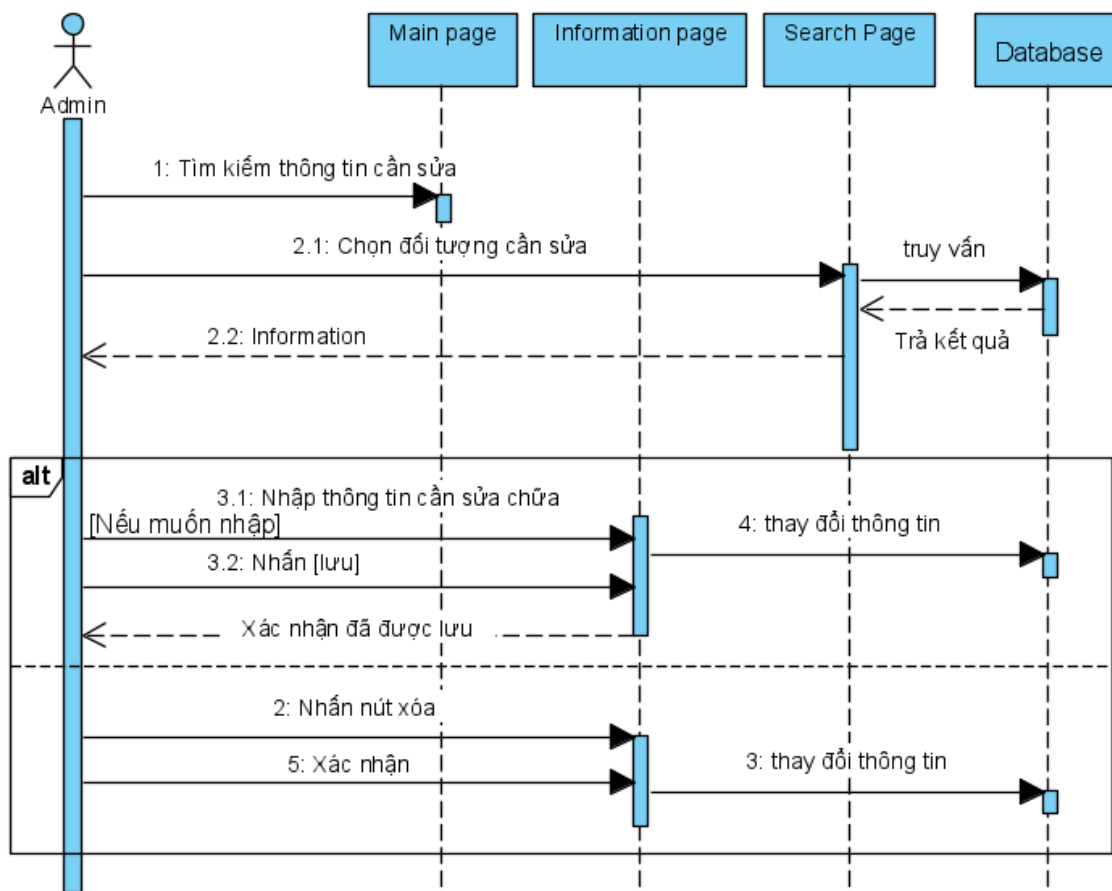 Main page
Information page
Search Page
Database
Admin
1: Tìm kiếm thông tin cần sửa
2.1: Chọn đối tượng cần sửa
truy vấn
2.2: Information
Trả kết quả
alt
3.1: Nhập thông tin cần sửa chữa
[Nếu muốn nhập]
4: thay đổi thông tin
3.2: Nhấn [lưu]
Xác nhận đã được lưu
2: Nhấn nút xóa
5: Xác nhận
3: thay đổi thông tin